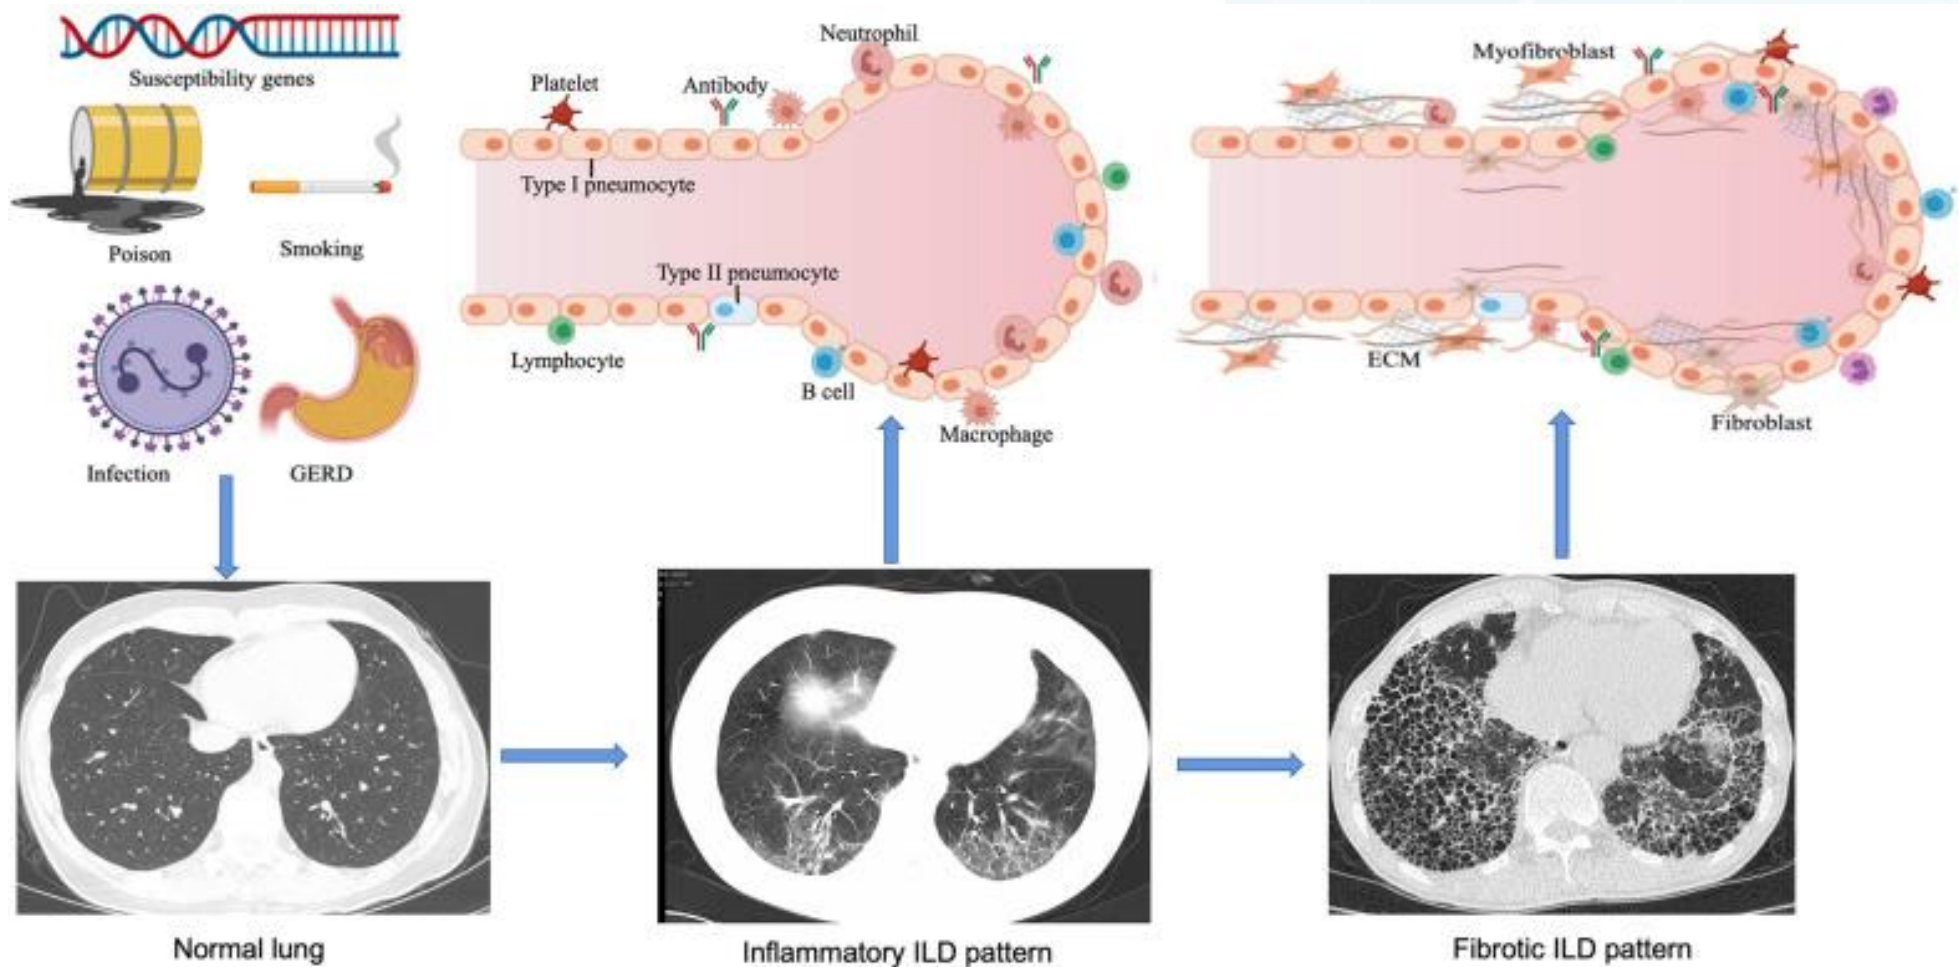 Susceptibility genes
Poison
Smoking
Infection
GERD
Platelet
Antibody
Neutrophil
Type I pneumocyte
Type II pneumocyte
Lymphocyte
B cell
Macrophage
Myofibroblast
ECM
Fibroblast
Normal lung
Inflammatory ILD pattern
Fibrotic ILD pattern